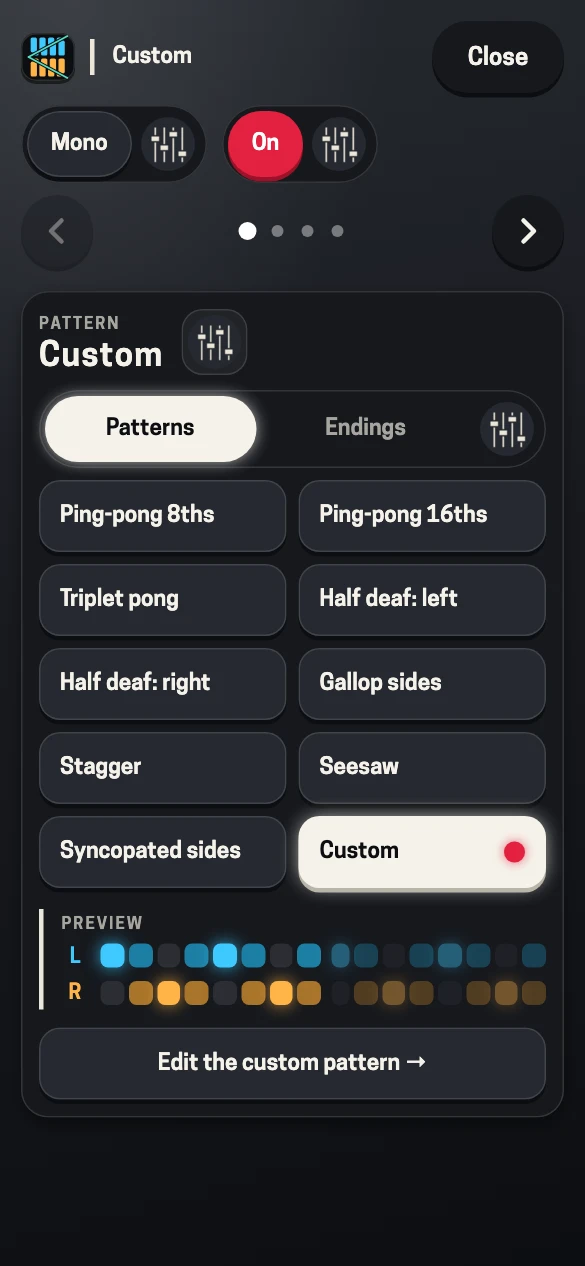 Custom
Close
Mono
On
PATTERN
Custom
Patterns
Endings
Ping-pong 8ths
Ping-pong 16ths
Triplet pong
Half deaf: left
Half deaf: right
Gallop sides
Stagger
Seesaw
Syncopated sides
Custom
PREVIEW
L
R
Edit the custom pattern →